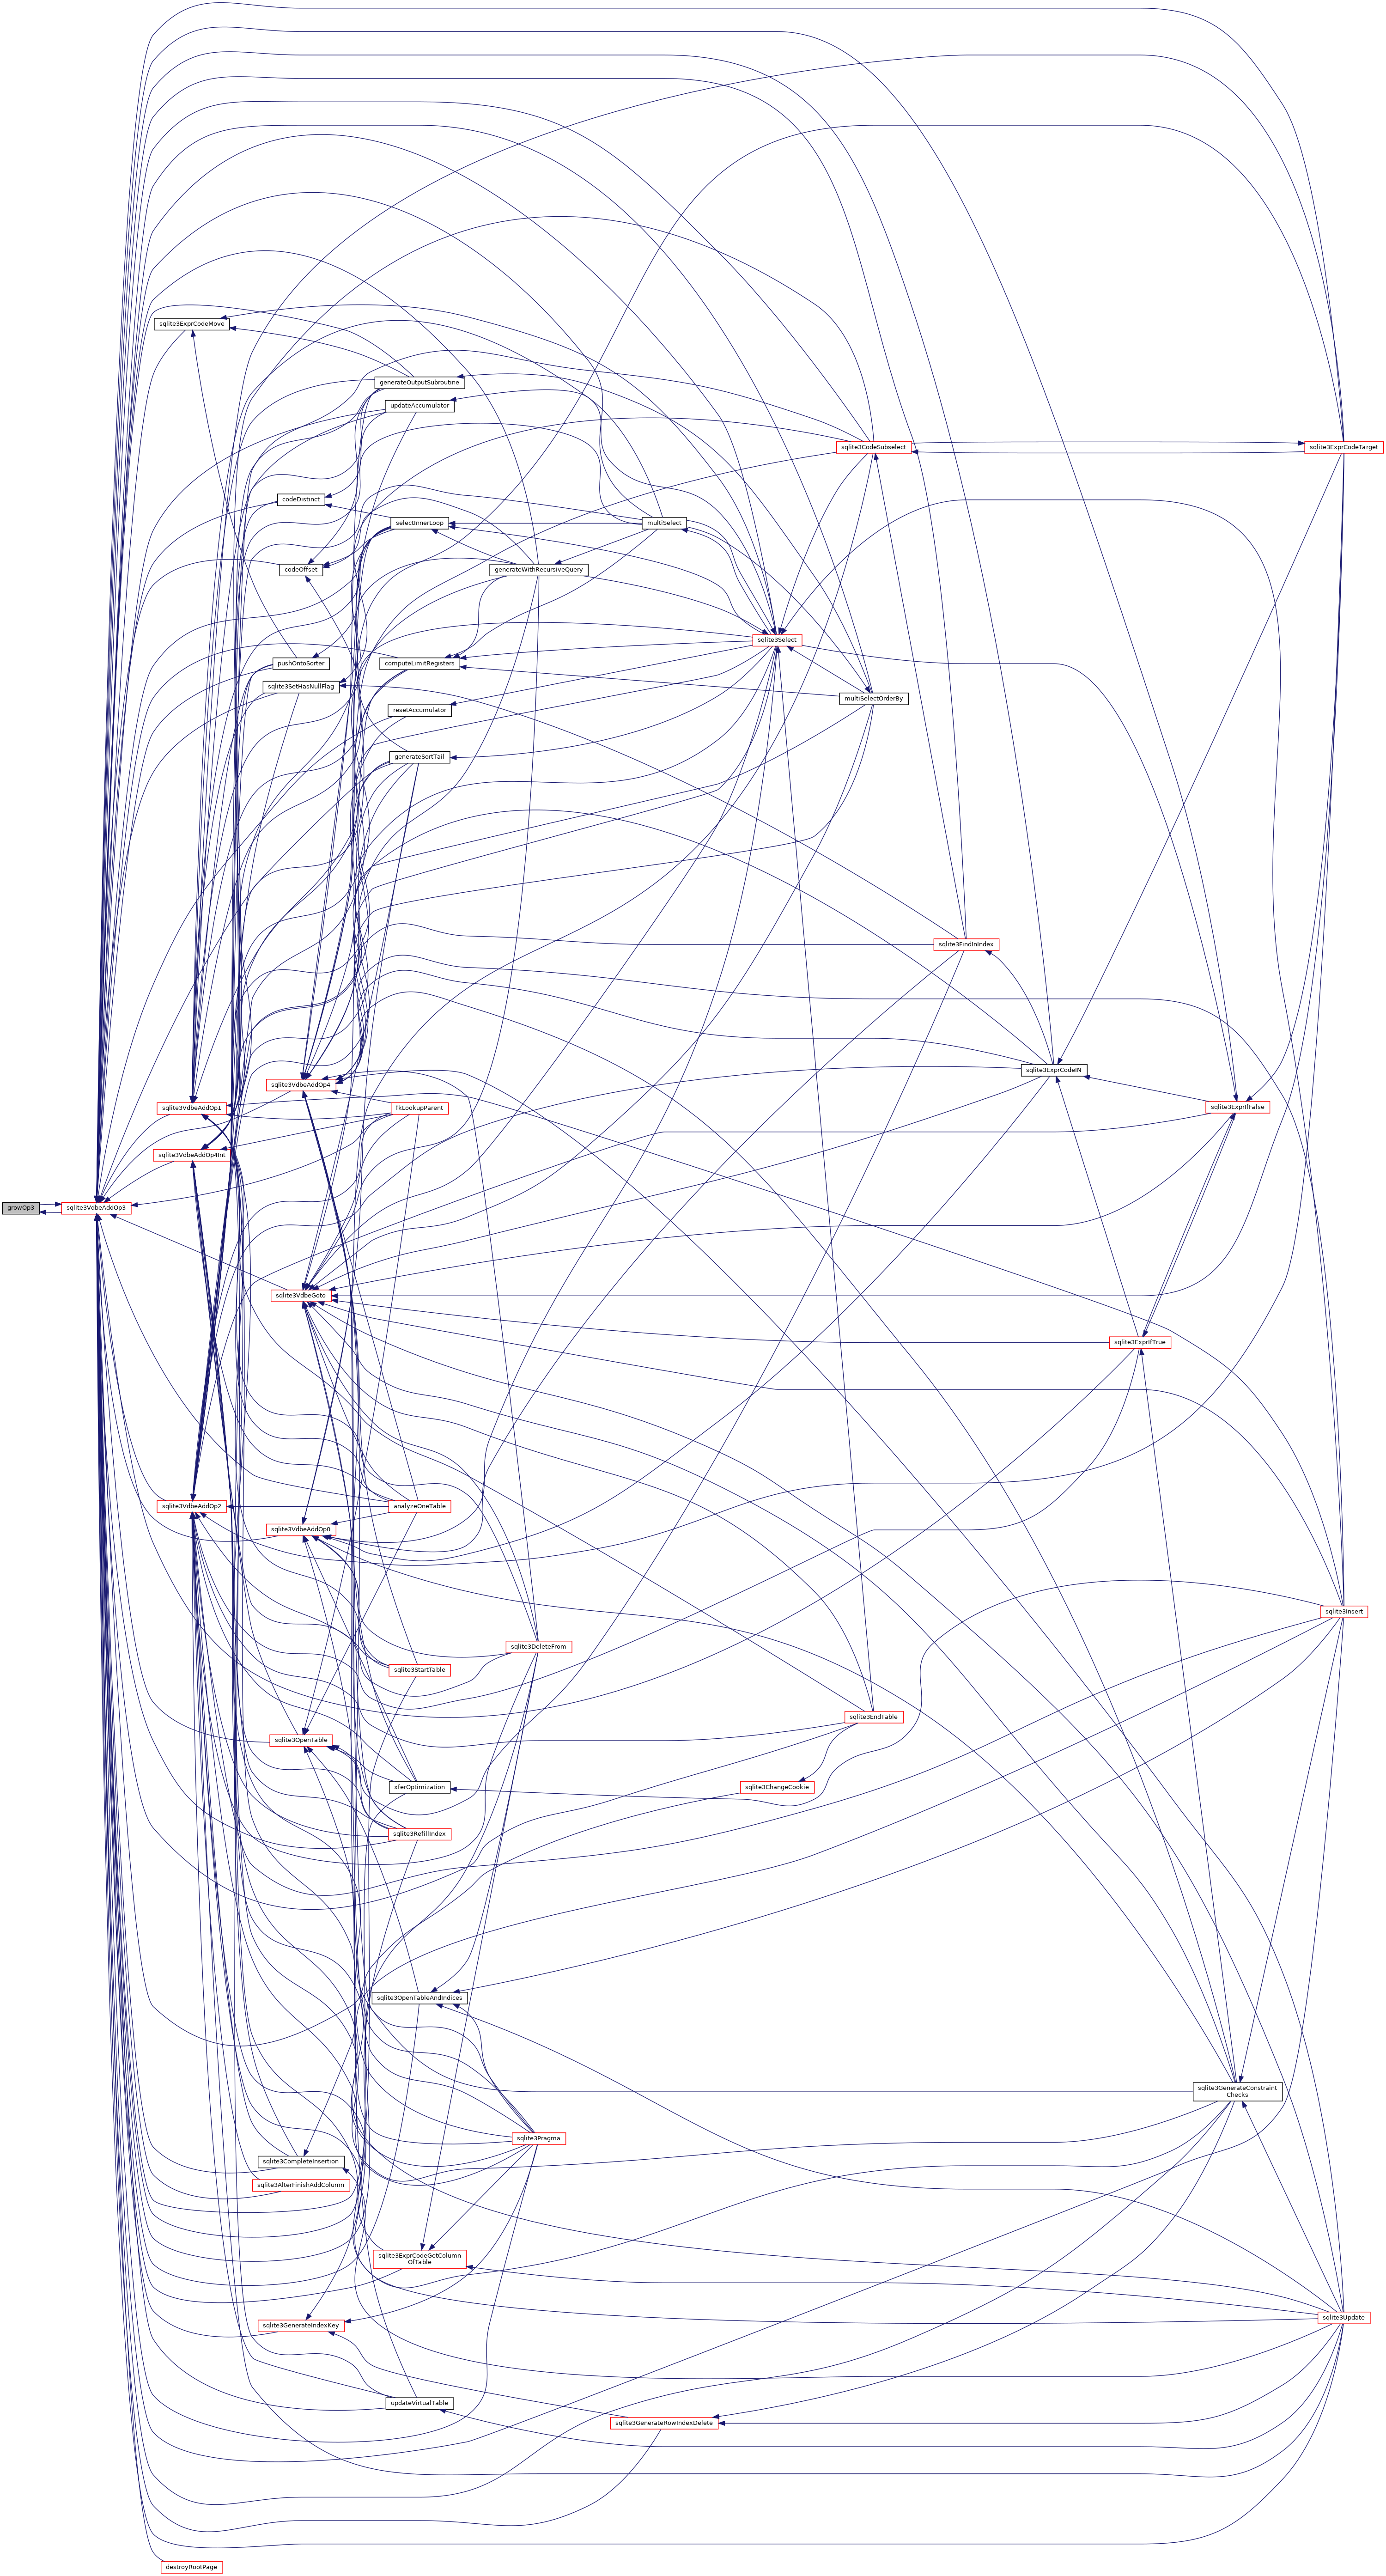 sqlite3ExprCodeMove
generateOutputSubroutine
updateAccumulator
sqlite3CodeSubselect
sqlite3ExprCodeTarget
codeDistinct
selectInnerLoop
multiSelect
codeOffset
generateWithRecursiveQuery
sqlite3Select
pushOntoSorter
computeLimitRegisters
sqlite3SetHasNullFlag
multiSelectOrderBy
resetAccumulator
generateSortTail
sqlite3FindInIndex
sqlite3ExprCodeIN
sqlite3VdbeAddOp4
sqlite3VdbeAddOp1
fkLookupParent
sqlite3ExprIfFalse
sqlite3VdbeAddOp4Int
growOp3
sqlite3VdbeAddOp3
sqlite3VdbeGoto
sqlite3ExprIfTrue
sqlite3VdbeAddOp2
analyzeOneTable
sqlite3VdbeAddOp0
sqlite3Insert
sqlite3DeleteFrom
sqlite3StartTable
sqlite3EndTable
sqlite3OpenTable
xferOptimization
sqlite3ChangeCookie
sqlite3RefillIndex
sqlite3OpenTableAndIndices
sqlite3GenerateConstraint
Checks
sqlite3Pragma
sqlite3CompleteInsertion
sqlite3AlterFinishAddColumn
sqlite3ExprCodeGetColumn
OfTable
sqlite3GenerateIndexKey
sqlite3Update
updateVirtualTable
sqlite3GenerateRowIndexDelete
destroyRootPage